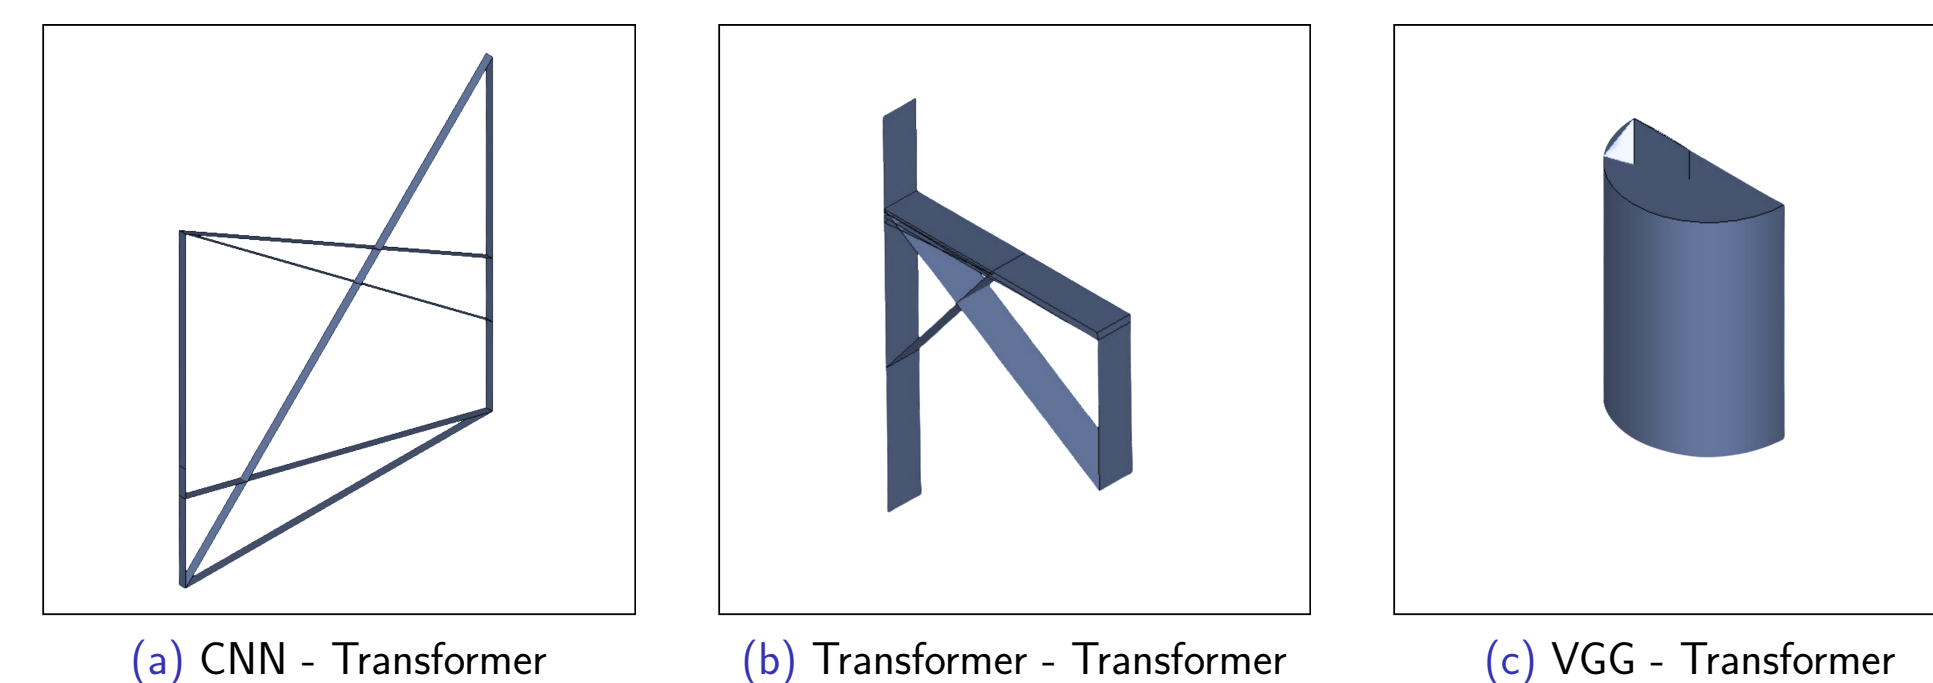 (a) CNN - Transformer
(b) Transformer - Transformer
(c) VGG - Transformer